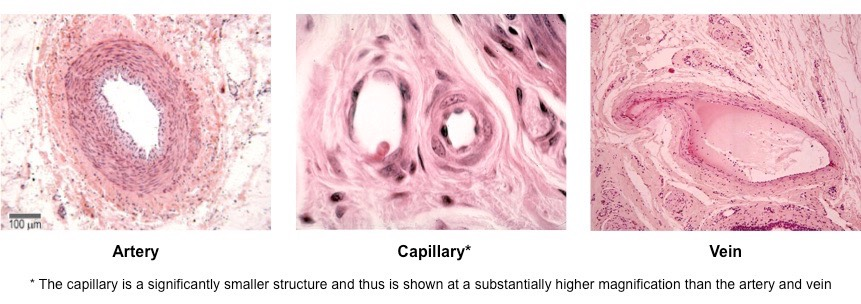 100 μm
Artery
Capillary*
Vein
* The capillary is a significantly smaller structure and thus is shown at a substantially higher magnification than the artery and vein